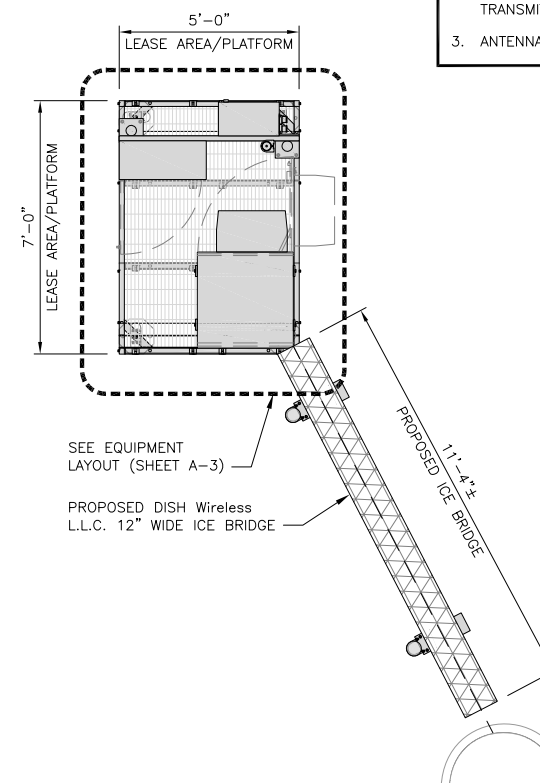 TRANSMI
3. ANTENNA
5'-0"
LEASE AREA/PLATFORM
7'-0"
LEASE AREA/PLATFORM
11'-4"±
PROPOSED ICE BRIDGE
SEE EQUIPMENT
LAYOUT (SHEET A-3)
PROPOSED DISH Wireless
L.L.C. 12" WIDE ICE BRIDGE